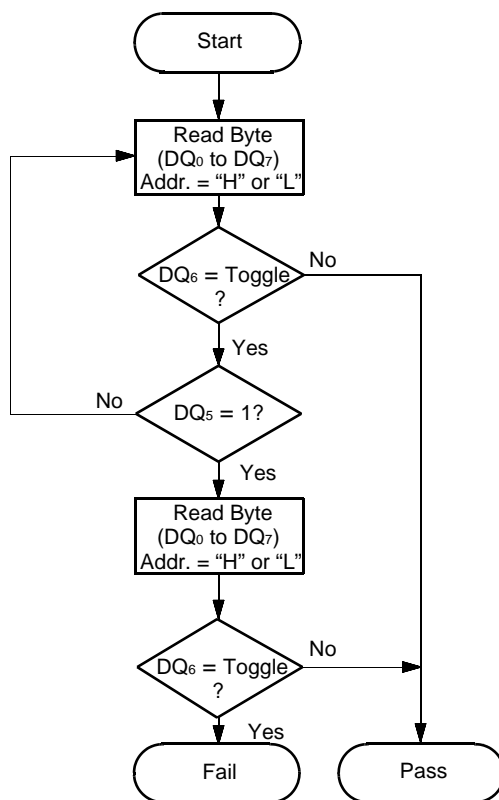 Start
Read Byte
(DQ0 to DQ7)
Addr. = “H” or “L”
DQ6 = Toggle
?
No
Yes
DQ5 = 1?
No
Yes
Read Byte
(DQ0 to DQ7)
Addr. = “H” or “L”
DQ6 = Toggle
?
No
Yes
Fail
Pass